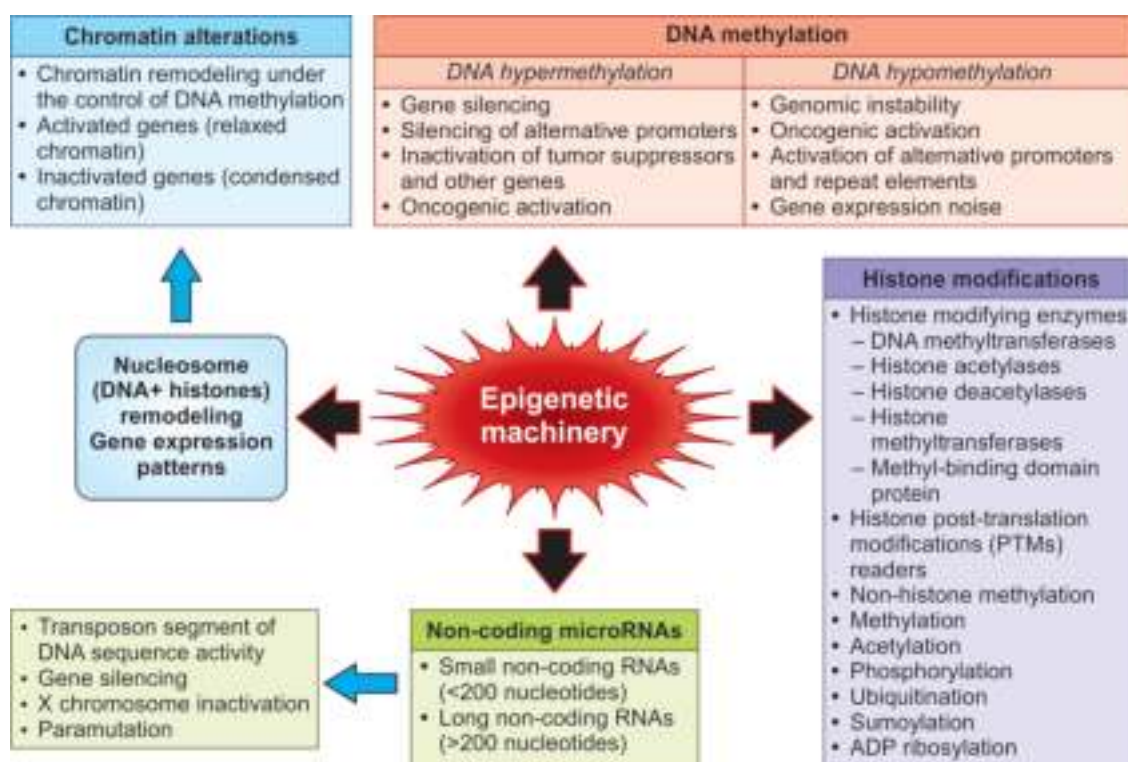 Chromatin alterations
• Chromatin remodeling under
the control of DNA methylation
• Activated genes (relaxed
chromatin)
• Inactivated genes (condensed
chromatin)
DNA methylation
DNA hypermethylation
• Gene silencing
• Silencing of alternative promoters
• Inactivation of tumor suppressors
and other genes
• Oncogenic activation
DNA hypomethylation
• Genomic instability
• Oncogenic activation
• Activation of alternative promoters
and repeat elements
• Gene expression noise
Nucleosome
(DNA+ histones)
remodeling
Gene expression
patterns
Epigenetic
machinery
Histone modifications
• Histone modifying enzymes
– DNA methyltransferases
– Histone acetylases
– Histone deacetylases
– Histone
methyltransferases
– Methyl-binding domain
protein
• Histone post-translation
modifications (PTMs)
readers
• Non-histone methylation
• Methylation
• Acetylation
• Phosphorylation
• Ubiquitination
• Sumoylation
• ADP ribosylation
• Transposon segment of
DNA sequence activity
• Gene silencing
• X chromosome inactivation
• Paramutation
Non-coding microRNAs
• Small non-coding RNAs
(<200 nucleotides)
• Long non-coding RNAs
(>200 nucleotides)